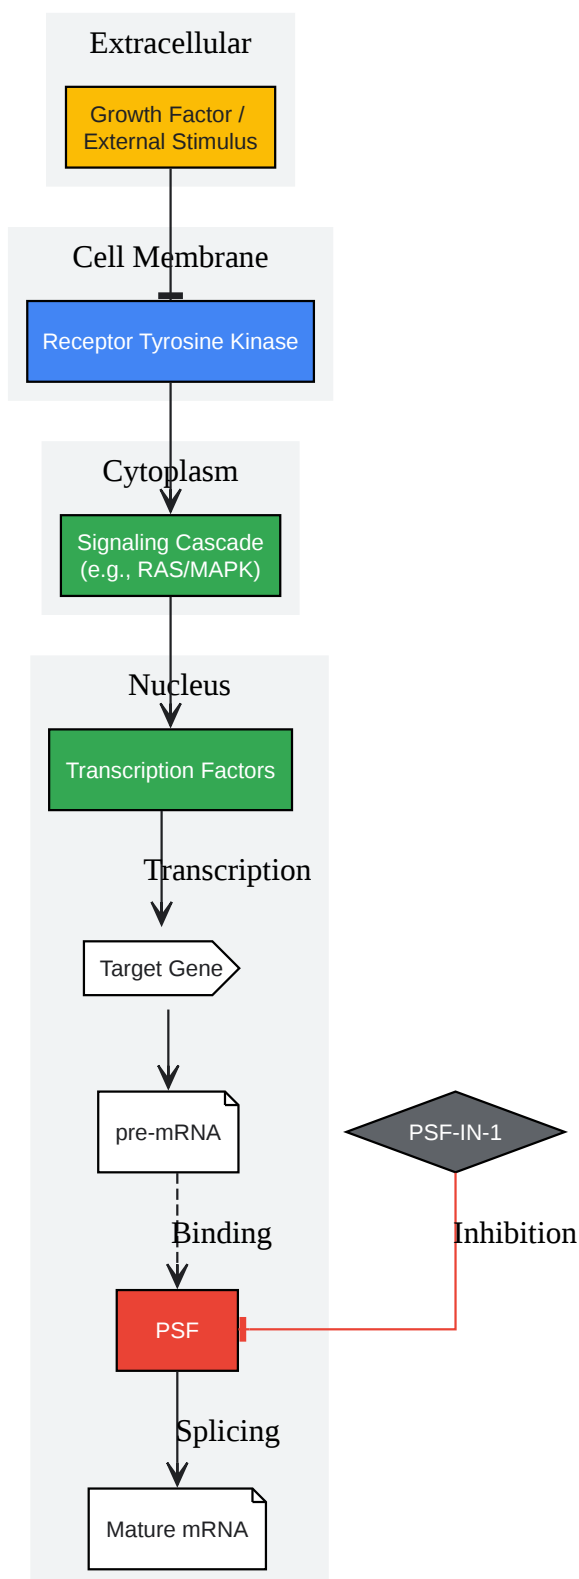 Extracellular
Growth Factor /
External Stimulus
Cell Membrane
Receptor Tyrosine Kinase
Cytoplasm
Signaling Cascade
(e.g., RAS/MAPK)
Nucleus
Transcription Factors
Transcription
Target Gene
pre-mRNA
PSF-IN-1
Binding
Inhibition
PSF
Splicing
Mature mRNA